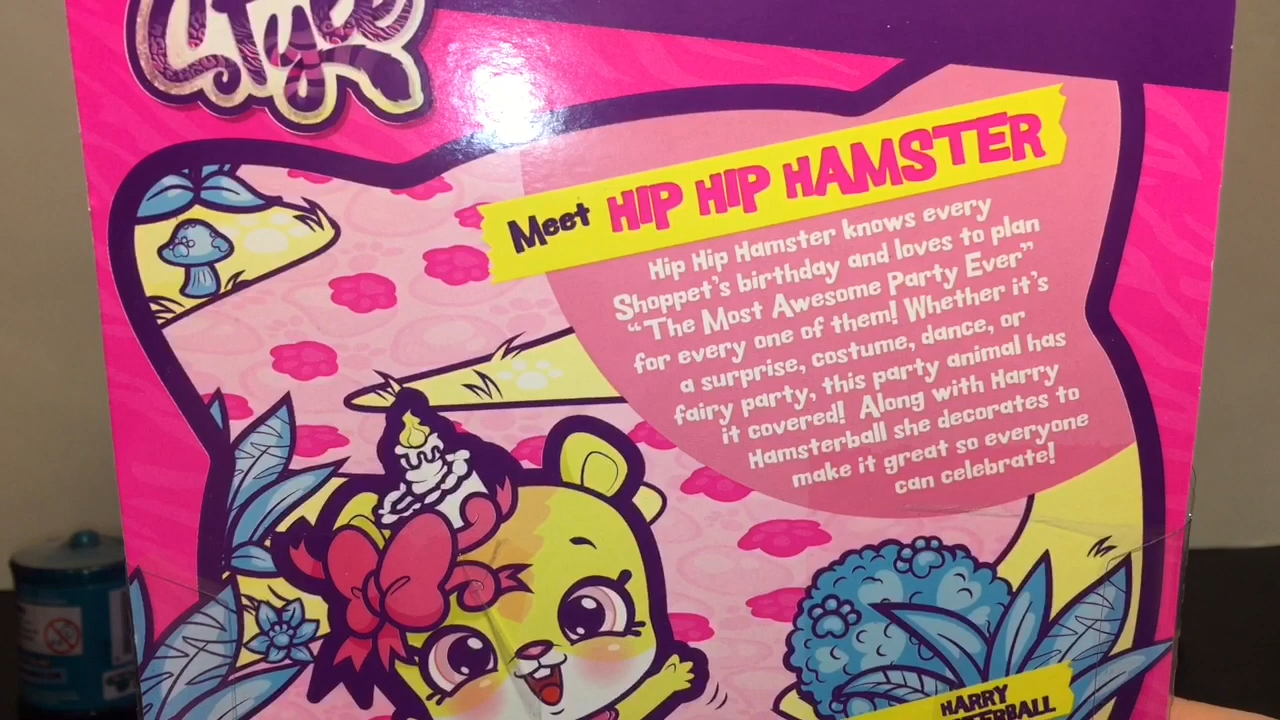 Style
Meet HIP HIP HAMSTER
Hip Hip Hamster knows every
Shoppet's birthday and loves to plan
“The Most Awesome Party Ever”
for every one of them! Whether it's
a surprise, costume, dance, or
fairy party, this party animal has
it covered! Along with Harry
Hamsterball she decorates to
make it great so everyone
can celebrate!
HARRY